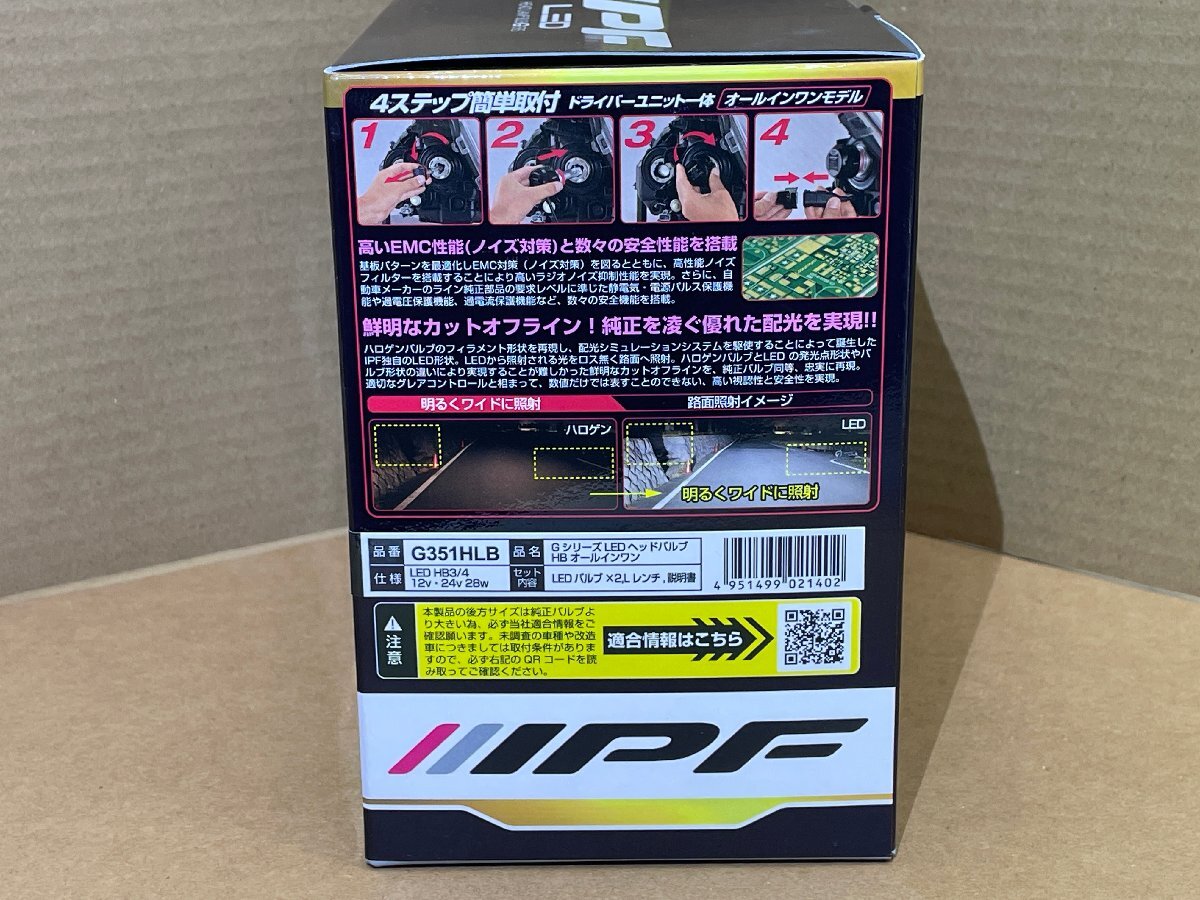 IPF
LED
4ステップ簡単取付 ドライバーユニット一体 オールインワンモデル
1 2 3 4
高いEMC性能(ノイズ対策)と数々の安全性能を搭載
基板パターンを最適化しEMC対策（ノイズ対策）を図るとともに、高性能ノイズ
フィルターを搭載することにより高いラジオノイズ抑制性能を実現。さらに、自
動車メーカーのライン純正部品の要求レベルに準じた静電気・電源パルス保護機
能や過電圧保護機能、過電流保護機能など、数々の安全機能を搭載。
鮮明なカットオフライン！純正を凌ぐ優れた配光を実現!!
ハロゲンバルブのフィラメント形状を再現し、配光シミュレーションシステムを駆使することによって誕生した
IPF独自のLED形状。LEDから照射される光をロス無く路面へ照射。ハロゲンバルブとLED の発光点形状やバ
ルブ形状の違いにより実現することが難しかった鮮明なカットオフラインを、純正バルブ同等、忠実に再現。
適切なグレアコントロールと相まって、数値だけでは表すことのできない、高い視認性と安全性を実現。
明るくワイドに照射 路面照射イメージ
ハロゲン LED
明るくワイドに照射
品番 G351HLB 品名 G シリーズ LED ヘッドバルブ
HB オールインワン
仕様 LED HB3/4
12v・24v 28w
セット
内容 LED バルブ ×2,L レンチ , 説明書
4 951499 021402
注意
本製品の後方サイズは純正バルブよ
り大きい為、必ず当社適合情報をご
確認願います。未調査の車種や改造
車につきましては取付条件がありま
すので、必ず右記の QR コードを読
み取ってご確認ください。
適合情報はこちら
IPF